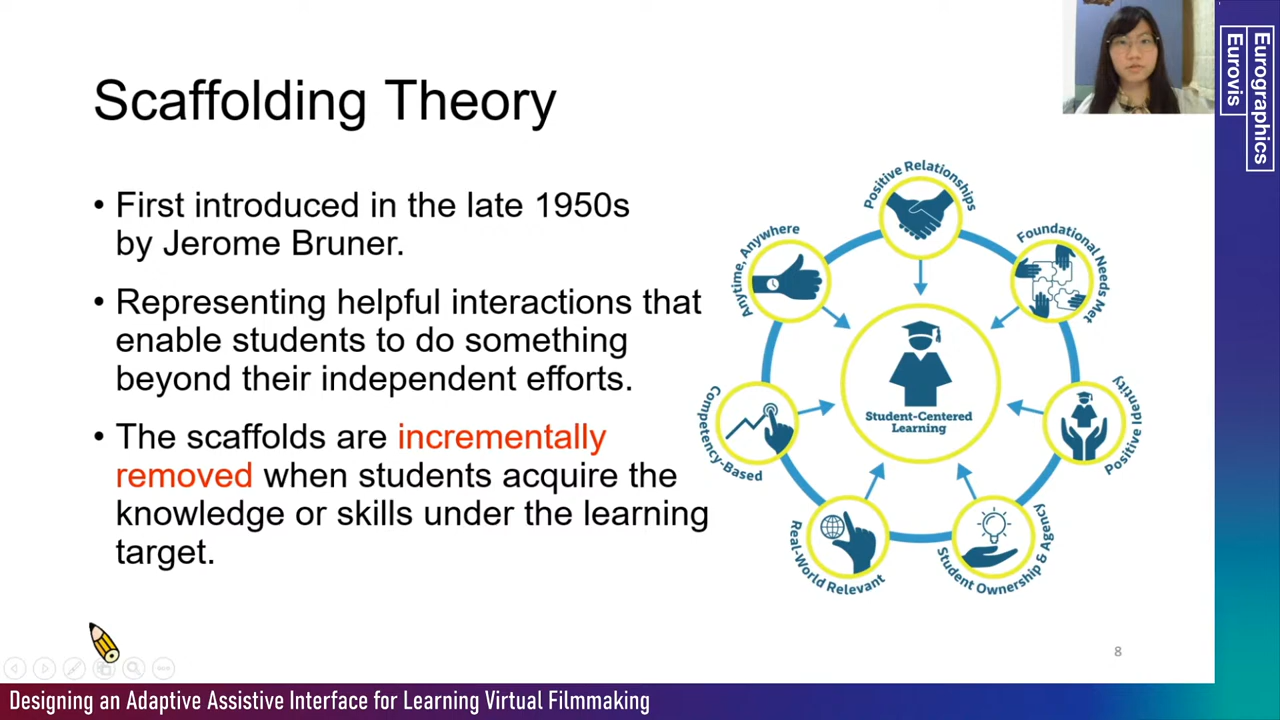 Scaffolding Theory
• First introduced in the late 1950s
by Jerome Bruner.
• Representing helpful interactions that
enable students to do something
beyond their independent efforts.
• The scaffolds are incrementally
removed when students acquire the
knowledge or skills under the learning
target.
Positive Relationships
Foundational Needs Met
Positive Identity
Student Ownership & Agency
Real-World Relevant
Competency-Based
Anytime, Anywhere
Student-Centered
Learning
8
Eurographics
Eurovis
Designing an Adaptive Assistive Interface for Learning Virtual Filmmaking